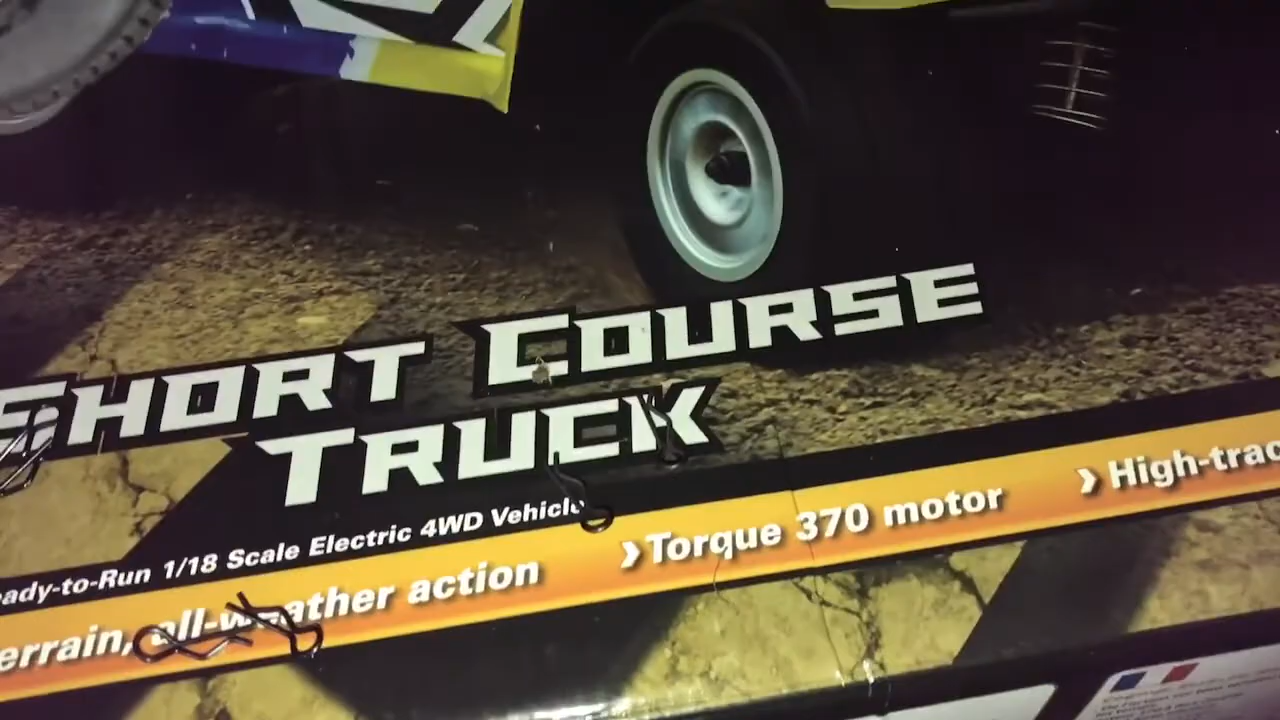 SHORT COURSE
TRUCK
ady-to-Run 1/18 Scale Electric 4WD Vehicle
errain, all-weather action › Torque 370 motor › High-trac